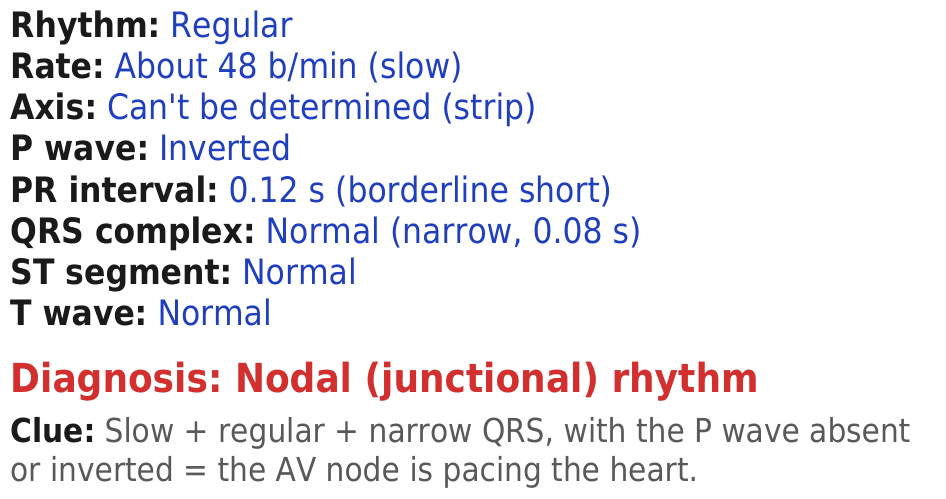 Rhythm: Regular
Rate: About 48 b/min (slow)
Axis: Can't be determined (strip)
P wave: Inverted
PR interval: 0.12 s (borderline short)
QRS complex: Normal (narrow, 0.08 s)
ST segment: Normal
T wave: Normal
Diagnosis: Nodal (junctional) rhythm
Clue: Slow + regular + narrow QRS, with the P wave absent
or inverted = the AV node is pacing the heart.